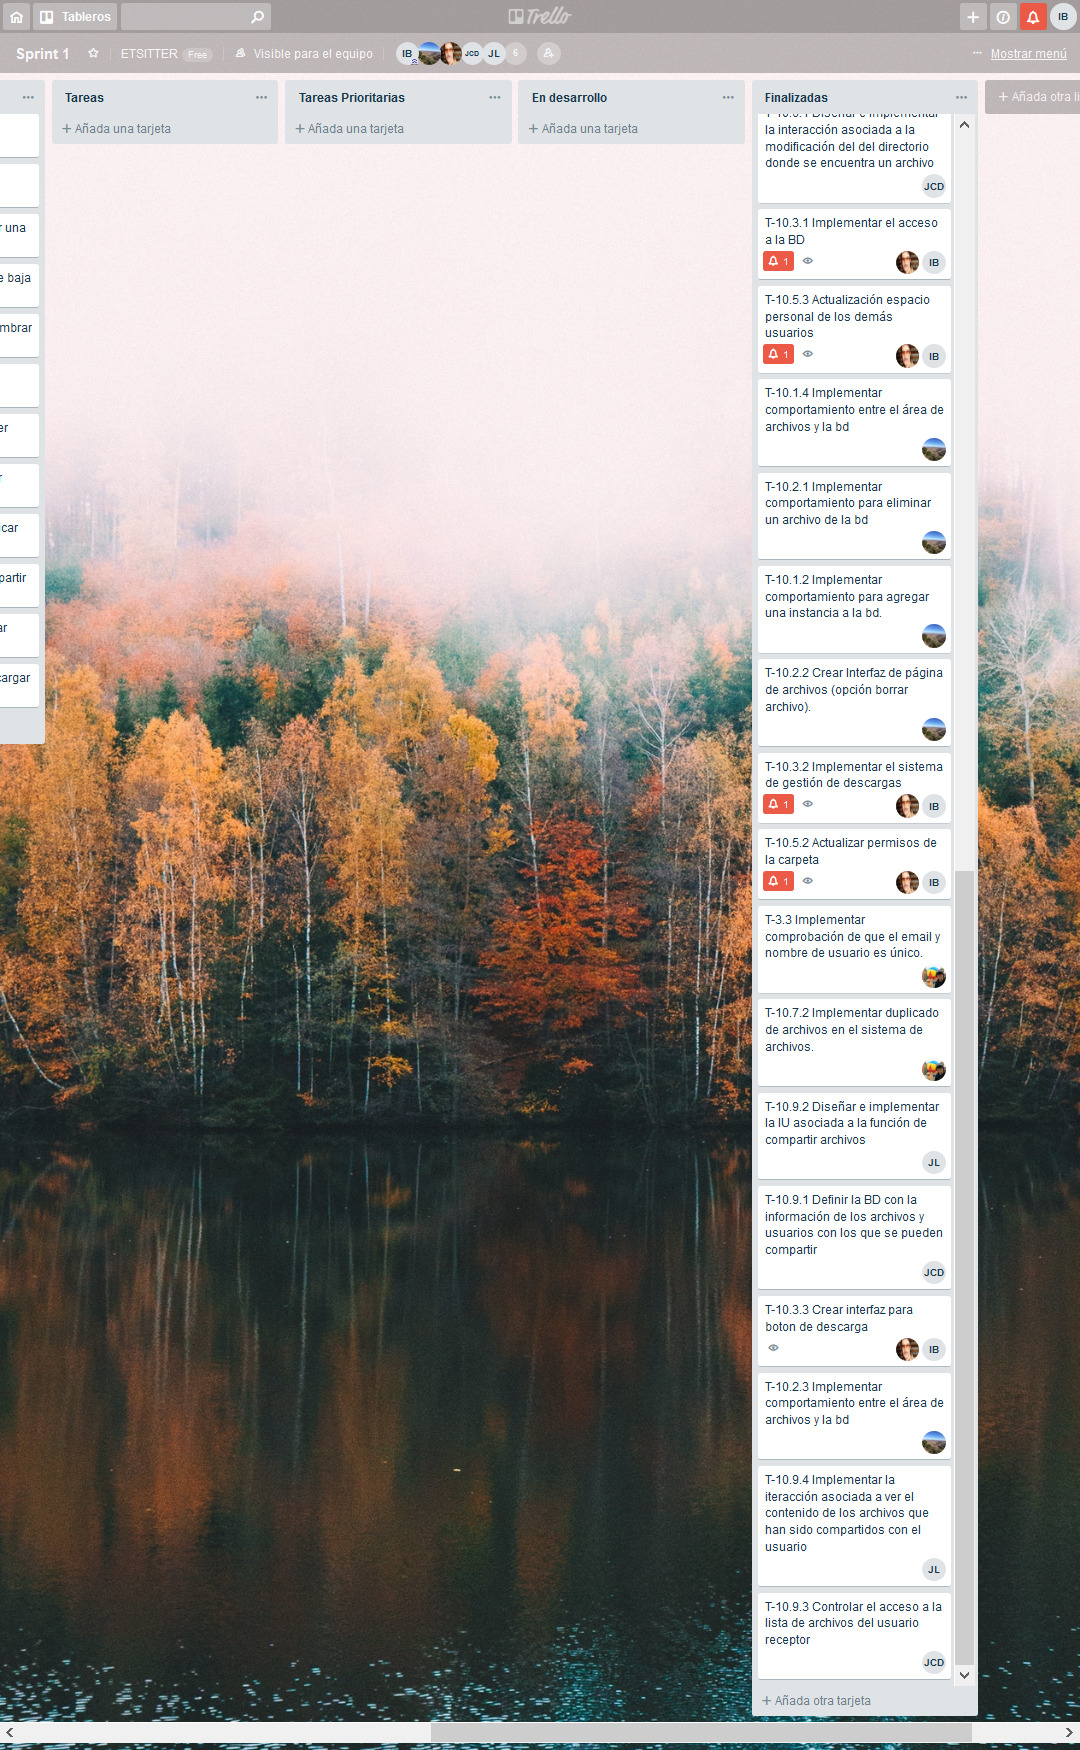 Tableros
Trello
IB
Sprint 1
ETSITTER Free
Visible para el equipo
IB
JCD
JL
6
Mostrar menú
r una
e baja
mbrar
er
r
car
partir
ar
cargar
Tareas
+ Añada una tarjeta
Tareas Prioritarias
+ Añada una tarjeta
En desarrollo
+ Añada una tarjeta
Finalizadas
T-10.6.1 Diseñar e implementar
la interacción asociada a la
modificación del del directorio
donde se encuentra un archivo
JCD
T-10.3.1 Implementar el acceso
a la BD
1
IB
T-10.5.3 Actualización espacio
personal de los demás
usuarios
1
IB
T-10.1.4 Implementar
comportamiento entre el área de
archivos y la bd
T-10.2.1 Implementar
comportamiento para eliminar
un archivo de la bd
T-10.1.2 Implementar
comportamiento para agregar
una instancia a la bd.
T-10.2.2 Crear Interfaz de página
de archivos (opción borrar
archivo).
T-10.3.2 Implementar el sistema
de gestión de descargas
1
IB
T-10.5.2 Actualizar permisos de
la carpeta
1
IB
T-3.3 Implementar
comprobación de que el email y
nombre de usuario es único.
T-10.7.2 Implementar duplicado
de archivos en el sistema de
archivos.
T-10.9.2 Diseñar e implementar
la IU asociada a la función de
compartir archivos
JL
T-10.9.1 Definir la BD con la
información de los archivos y
usuarios con los que se pueden
compartir
JCD
T-10.3.3 Crear interfaz para
boton de descarga
IB
T-10.2.3 Implementar
comportamiento entre el área de
archivos y la bd
T-10.9.4 Implementar la
iteracción asociada a ver el
contenido de los archivos que
han sido compartidos con el
usuario
JL
T-10.9.3 Controlar el acceso a la
lista de archivos del usuario
receptor
JCD
+ Añada otra tarjeta
+ Añada otra li